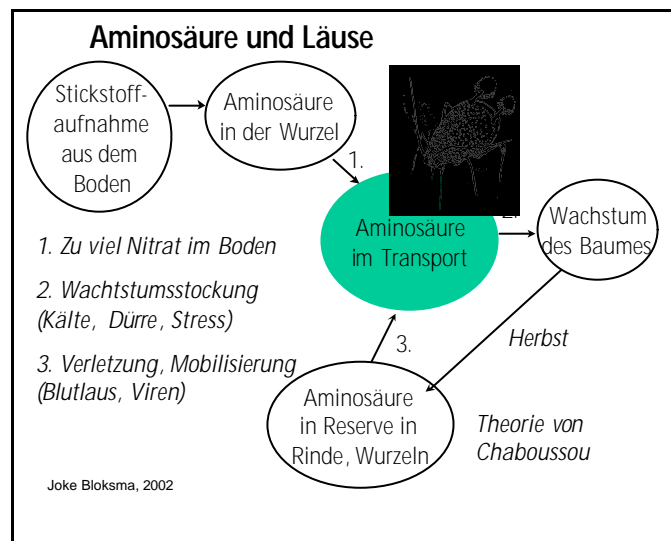 Aminosäure und Läuse
Stickstoff-
aufnahme
aus dem
Boden
Aminosäure
in der Wurzel
1.
Aminosäure
im Transport
2.
Wachstum
des Baumes
1. Zu viel Nitrat im Boden
2. Wachtstumsstockung
(Kälte, Dürre, Stress)
3. Verletzung, Mobilisierung
(Blutlaus, Viren)
3.
Herbst
Aminosäure
in Reserve in
Rinde, Wurzeln
Theorie von
Chaboussou
Joke Bloksma, 2002